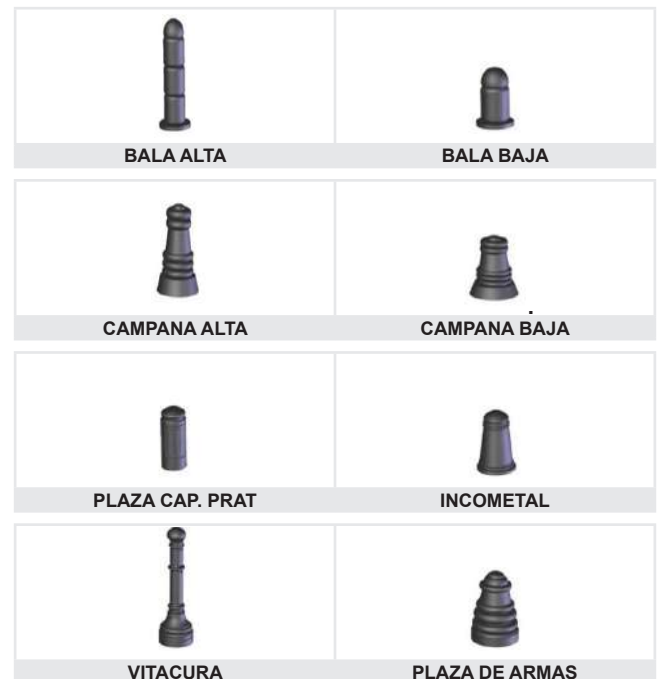 BALA ALTA
BALA BAJA
CAMPANA ALTA
CAMPANA BAJA
PLAZA CAP. PRAT
INCOMETAL
VITACURA
PLAZA DE ARMAS